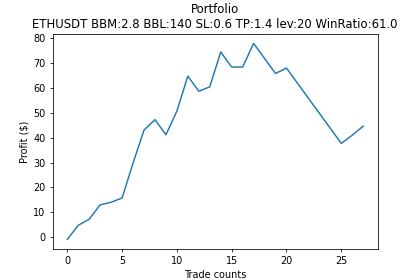 Portfolio
ETHUSDT BBM:2.8 BBL:140 SL:0.6 TP:1.4 lev:20 WinRatio:61.0
80
70
60
50
40
30
20
10
0
Profit ($)
0 5 10 15 20 25
Trade counts